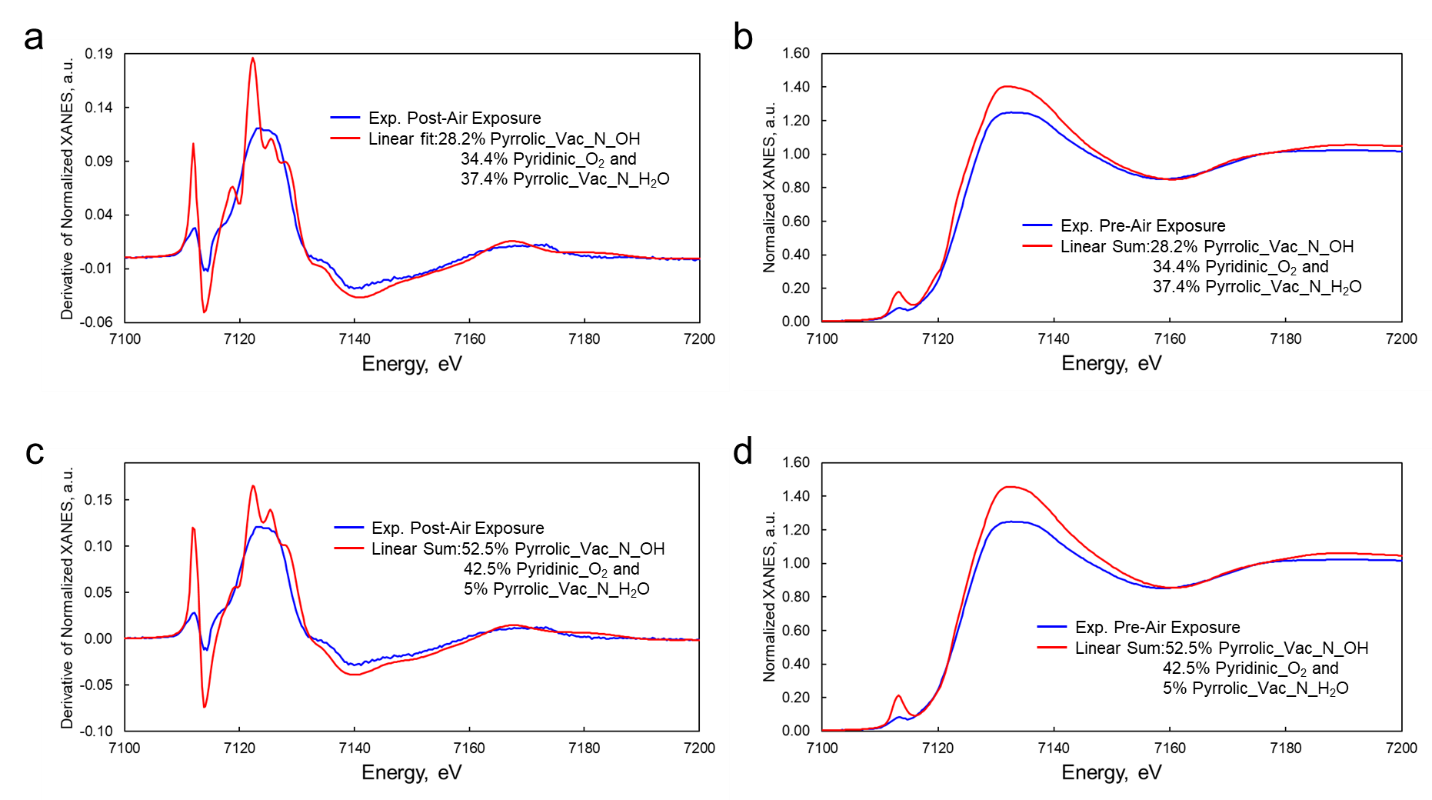 a
0.19
0.14
0.09
0.04
-0.01
-0.06
Derivative of Normalized XANES, a.u.
Exp. Post-Air Exposure
Linear fit:28.2% Pyrrolic_Vac_N_OH
34.4% Pyridinic_O₂ and
37.4% Pyrrolic_Vac_N_H₂O
7100 7120 7140 7160 7180 7200
Energy, eV
b
1.60
1.40
1.20
1.00
0.80
0.60
0.40
0.20
0.00
Normalized XANES, a.u.
Exp. Pre-Air Exposure
Linear Sum:28.2% Pyrrolic_Vac_N_OH
34.4% Pyridinic_O₂ and
37.4% Pyrrolic_Vac_N_H₂O
7100 7120 7140 7160 7180 7200
Energy, eV
c
0.15
0.10
0.05
0.00
-0.05
-0.10
Derivative of Normalized XANES, a.u.
Exp. Post-Air Exposure
Linear Sum:52.5% Pyrrolic_Vac_N_OH
42.5% Pyridinic_O₂ and
5% Pyrrolic_Vac_N_H₂O
7100 7120 7140 7160 7180 7200
Energy, eV
d
1.60
1.40
1.20
1.00
0.80
0.60
0.40
0.20
0.00
Normalized XANES, a.u.
Exp. Pre-Air Exposure
Linear Sum:52.5% Pyrrolic_Vac_N_OH
42.5% Pyridinic_O₂ and
5% Pyrrolic_Vac_N_H₂O
7100 7120 7140 7160 7180 7200
Energy, eV